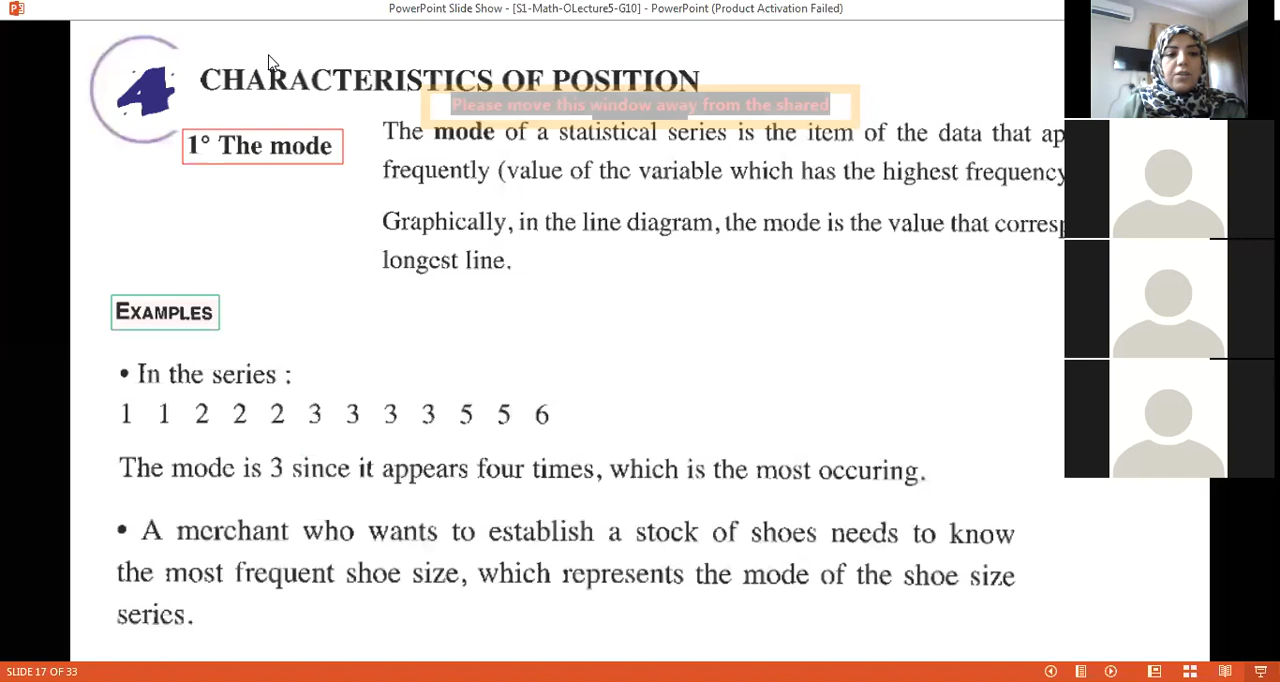 PowerPoint Slide Show - [S1-Math-OLecture5-G10] - PowerPoint (Product Activation Failed)
4 CHARACTERISTICS OF POSITION
Please move this window away from the shared
1° The mode
The mode of a statistical series is the item of the data that ap
frequently (value of the variable which has the highest frequency
Graphically, in the line diagram, the mode is the value that corresp
longest line.
EXAMPLES
• In the series :
1 1 2 2 2 3 3 3 3 5 5 6
The mode is 3 since it appears four times, which is the most occuring.
• A merchant who wants to establish a stock of shoes needs to know
the most frequent shoe size, which represents the mode of the shoe size
series.
SLIDE 17 OF 33